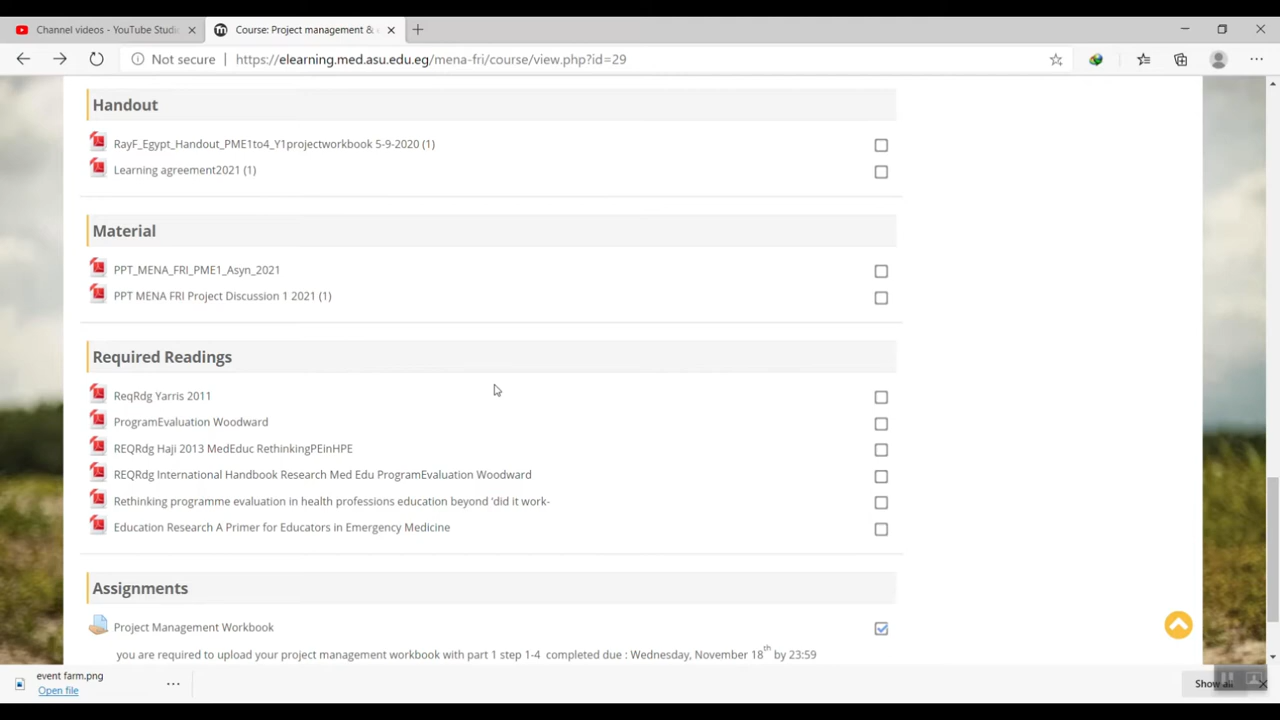 Channel videos - YouTube Studi
Course: Project management &
Not secure
https://elearning.med.asu.edu.eg/mena-fri/course/view.php?id=29
Handout
RayF_Egypt_Handout_PME1to4_Y1projectworkbook 5-9-2020 (1)
Learning agreement2021 (1)
Material
PPT_MENA_FRI_PME1_Asyn_2021
PPT MENA FRI Project Discussion 1 2021 (1)
Required Readings
ReqRdg Yarris 2011
ProgramEvaluation Woodward
REQRdg Haji 2013 MedEduc RethinkingPEinHPE
REQRdg International Handbook Research Med Edu ProgramEvaluation Woodward
Rethinking programme evaluation in health professions education beyond 'did it work-
Education Research A Primer for Educators in Emergency Medicine
Assignments
Project Management Workbook
you are required to upload your project management workbook with part 1 step 1-4 completed due : Wednesday, November 18th by 23:59
event farm.png
Open file
Show all